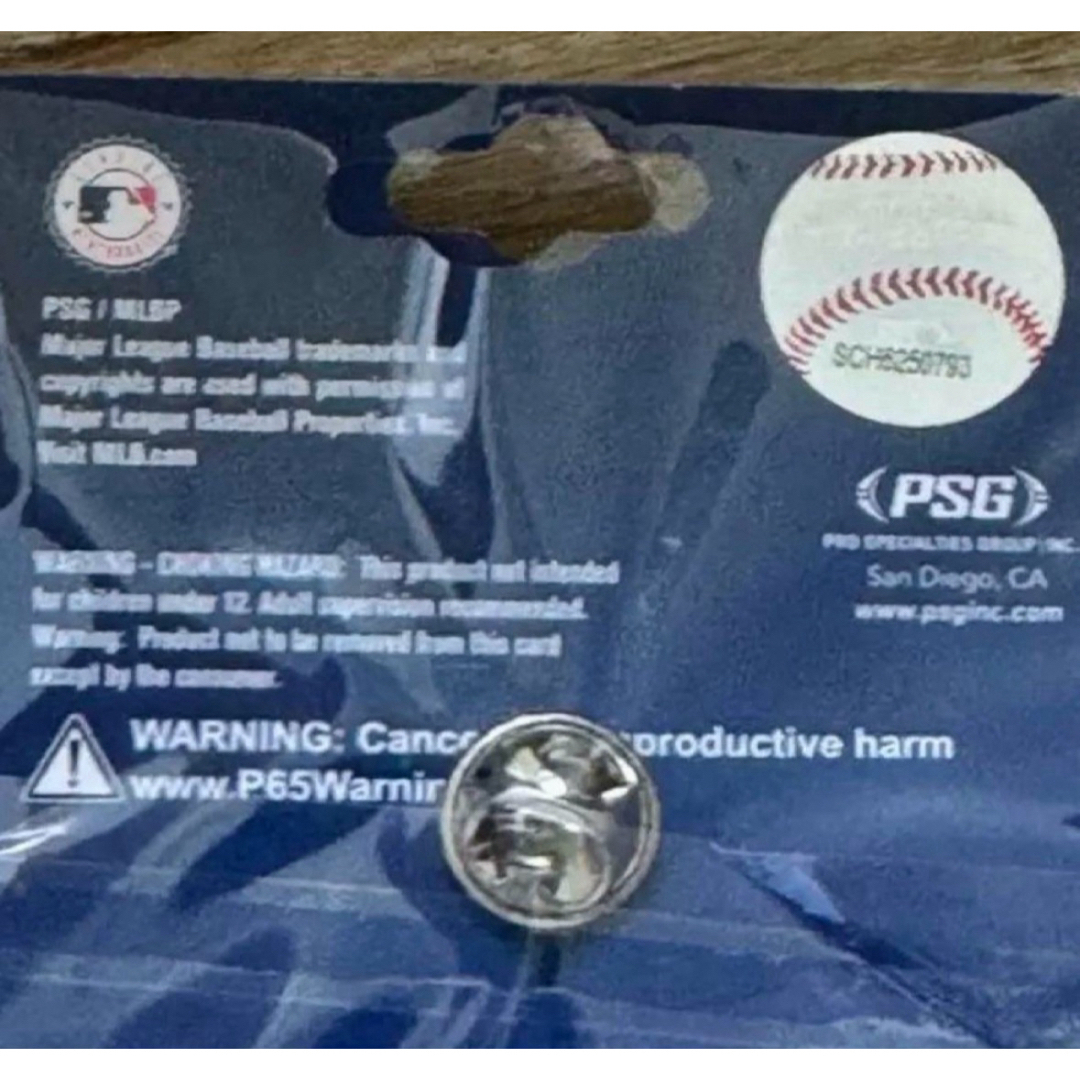 PSG / MLBP
Major League Baseball trademarks and
copyrights are used with permission of
Major League Baseball Properties, Inc.
Visit MLB.com
SCH6250793
PSG
PRO SPECIALTIES GROUP INC.
San Diego, CA
www.psginc.com
WARNING - CHOKING HAZARD: This product not intended
for children under 12. Adult supervision recommended.
Warning: Product not to be removed from this card
except by the consumer.
WARNING: Canc productive harm
www.P65Warnin